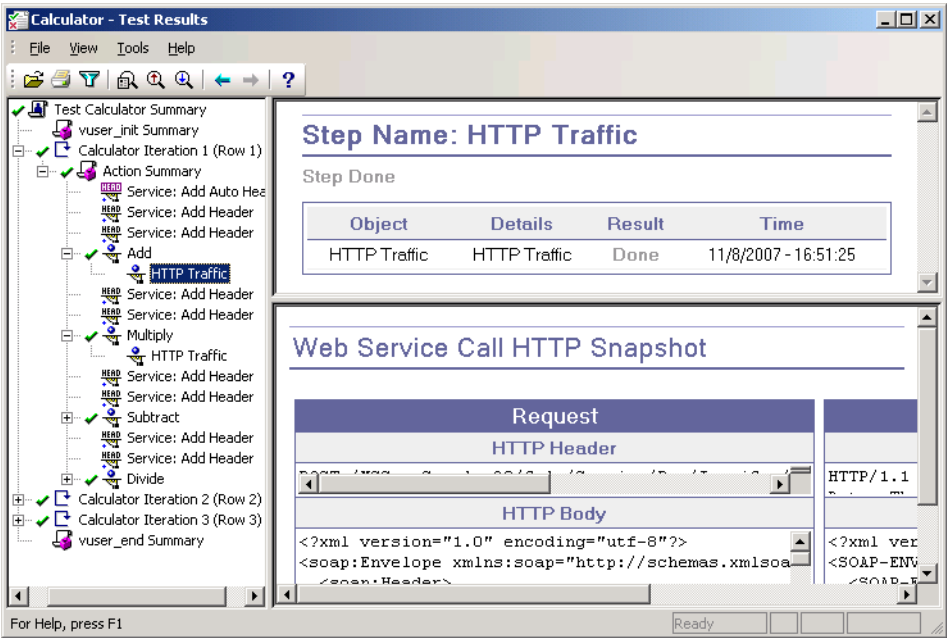 Calculator - Test Results
File View Tools Help
Test Calculator Summary
vuser_init Summary
Calculator Iteration 1 (Row 1)
Action Summary
Service: Add Auto Hea
Service: Add Header
Service: Add Header
Add
HTTP Traffic
Service: Add Header
Service: Add Header
Multiply
HTTP Traffic
Service: Add Header
Service: Add Header
Subtract
Service: Add Header
Service: Add Header
Divide
Calculator Iteration 2 (Row 2)
Calculator Iteration 3 (Row 3)
vuser_end Summary
Step Name: HTTP Traffic
Step Done
Object Details Result Time
HTTP Traffic HTTP Traffic Done 11/8/2007 - 16:51:25
Web Service Call HTTP Snapshot
Request
HTTP Header
HTTP/1.1
HTTP Body
<?xml version="1.0" encoding="utf-8"?>
<soap:Envelope xmlns:soap="http://schemas.xmlsoa
<soap:Header>
<?xml ver
<SOAP-ENV
<SOAP-E
For Help, press F1
Ready